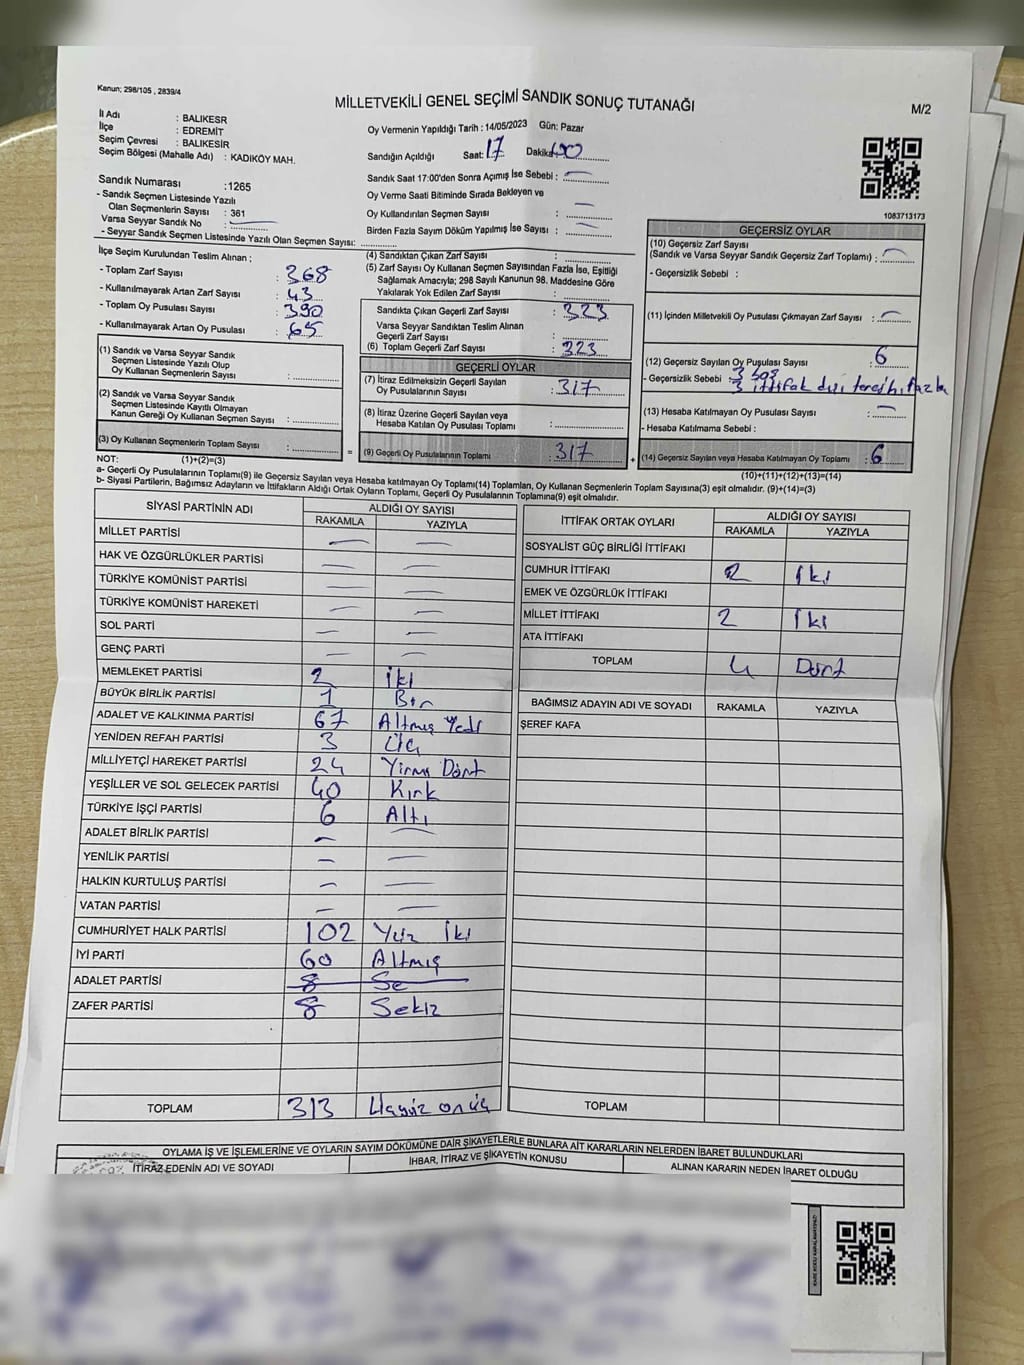 Kanun; 298/105 , 2839/4
MİLLETVEKİLİ GENEL SEÇİMİ SANDIK SONUÇ TUTANAĞI
M/2
İl Adı : BALIKESR
İlçe : EDREMİT
Seçim Çevresi : BALIKESİR
Seçim Bölgesi (Mahalle Adı) : KADIKÖY MAH.
Oy Vermenin Yapıldığı Tarih : 14/05/2023 Gün: Pazar
Sandığın Açıldığı Saat: 17 Dakika:
Sandık Saat 17:00'den Sonra Açımış İse Sebebi :
Oy Verme Saati Bitiminde Sırada Bekleyen ve
Oy Kullandırılan Seçmen Sayısı :
Birden Fazla Sayım Döküm Yapılmış İse Sayısı :
1083713173
Sandık Numarası :1265
- Sandık Seçmen Listesinde Yazılı
Olan Seçmenlerin Sayısı : 361
Varsa Seyyar Sandık No :
- Seyyar Sandık Seçmen Listesinde Yazılı Olan Seçmen Sayısı:
İlçe Seçim Kurulundan Teslim Alınan ;
- Toplam Zarf Sayısı : 368
- Kullanılmayarak Artan Zarf Sayısı : 43
- Toplam Oy Pusulası Sayısı : 390
- Kullanılmayarak Artan Oy Pusulası : 65
(1) Sandık ve Varsa Seyyar Sandık
Seçmen Listesinde Yazılı Olup
Oy Kullanan Seçmenlerin Sayısı :
(2) Sandık ve Varsa Seyyar Sandık
Seçmen Listesinde Kayıtlı Olmayan
Kanun Gereği Oy Kullanan Seçmen Sayısı :
(3) Oy Kullanan Seçmenlerin Toplam Sayısı : =
(4) Sandıktan Çıkan Zarf Sayısı :
(5) Zarf Sayısı Oy Kullanan Seçmen Sayısından Fazla İse, Eşitliği
Sağlamak Amacıyla; 298 Sayılı Kanunun 98. Maddesine Göre
Yakılarak Yok Edilen Zarf Sayısı :
Sandıkta Çıkan Geçerli Zarf Sayısı : 323
Varsa Seyyar Sandıktan Teslim Alınan
Geçerli Zarf Sayısı :
(6) Toplam Geçerli Zarf Sayısı : 323
GEÇERLİ OYLAR
(7) İtiraz Edilmeksizin Geçerli Sayılan
Oy Pusulalarının Sayısı : 317
(8) İtiraz Üzerine Geçerli Sayılan veya
Hesaba Katılan Oy Pusulası Toplamı :
(9) Geçerli Oy Pusulalarının Toplamı : 317 +
GEÇERSİZ OYLAR
(10) Geçersiz Zarf Sayısı
(Sandık ve Varsa Seyyar Sandık Geçersiz Zarf Toplamı) :
- Geçersizlik Sebebi :
(11) İçinden Milletvekili Oy Pusulası Çıkmayan Zarf Sayısı :
(12) Geçersiz Sayılan Oy Pusulası Sayısı : 6
- Geçersizlik Sebebi : 3 boş
3 ittifak dışı tercih, fazla
(13) Hesaba Katılmayan Oy Pusulası Sayısı :
- Hesaba Katılmama Sebebi :
(14) Geçersiz Sayılan veya Hesaba Katılmayan Oy Toplamı : 6
NOT: (1)+(2)=(3)
(10)+(11)+(12)+(13)=(14)
a- Geçerli Oy Pusulalarının Toplamı(9) ile Geçersiz Sayılan veya Hesaba katılmayan Oy Toplamı(14) Toplamları, Oy Kullanan Seçmenlerin Toplam Sayısına(3) eşit olmalıdır. (9)+(14)=(3)
b- Siyasi Partilerin, Bağımsız Adayların ve İttifakların Aldığı Ortak Oyların Toplamı, Geçerli Oy Pusulalarının Toplamına(9) eşit olmalıdır.
SİYASİ PARTİNİN ADI ALDIĞI OY SAYISI
RAKAMLA YAZIYLA
MİLLET PARTİSİ
HAK VE ÖZGÜRLÜKLER PARTİSİ
TÜRKİYE KOMÜNİST PARTİSİ
TÜRKİYE KOMÜNİST HAREKETİ
SOL PARTİ
GENÇ PARTİ
MEMLEKET PARTİSİ 2 iki
BÜYÜK BİRLİK PARTİSİ 1 Bir
ADALET VE KALKINMA PARTİSİ 67 Altmış Yedi
YENİDEN REFAH PARTİSİ 3 Üç
MİLLİYETÇİ HAREKET PARTİSİ 24 Yirmi Dört
YEŞİLLER VE SOL GELECEK PARTİSİ 40 Kırk
TÜRKİYE İŞÇİ PARTİSİ 6 Altı
ADALET BİRLİK PARTİSİ
YENİLİK PARTİSİ
HALKIN KURTULUŞ PARTİSİ
VATAN PARTİSİ
CUMHURİYET HALK PARTİSİ 102 Yüz İki
İYİ PARTİ 60 Altmış
ADALET PARTİSİ 8 Se
ZAFER PARTİSİ 8 Sekiz
TOPLAM 313 Üçyüz onüç
İTTİFAK ORTAK OYLARI ALDIĞI OY SAYISI
RAKAMLA YAZIYLA
SOSYALİST GÜÇ BİRLİĞİ İTTİFAKI
CUMHUR İTTİFAKI 2 İki
EMEK VE ÖZGÜRLÜK İTTİFAKI
MİLLET İTTİFAKI 2 İki
ATA İTTİFAKI
TOPLAM 4 Dört
BAĞIMSIZ ADAYIN ADI VE SOYADI RAKAMLA YAZIYLA
ŞEREF KAFA
TOPLAM
OYLAMA İŞ VE İŞLEMLERİNE VE OYLARIN SAYIM DÖKÜMÜNE DAİR ŞİKAYETLERLE BUNLARA AİT KARARLARIN NELERDEN İBARET BULUNDUKLARI
İTİRAZ EDENİN ADI VE SOYADI İHBAR, İTİRAZ VE ŞİKAYETİN KONUSU ALINAN KARARIN NEDEN İBARET OLDUĞU